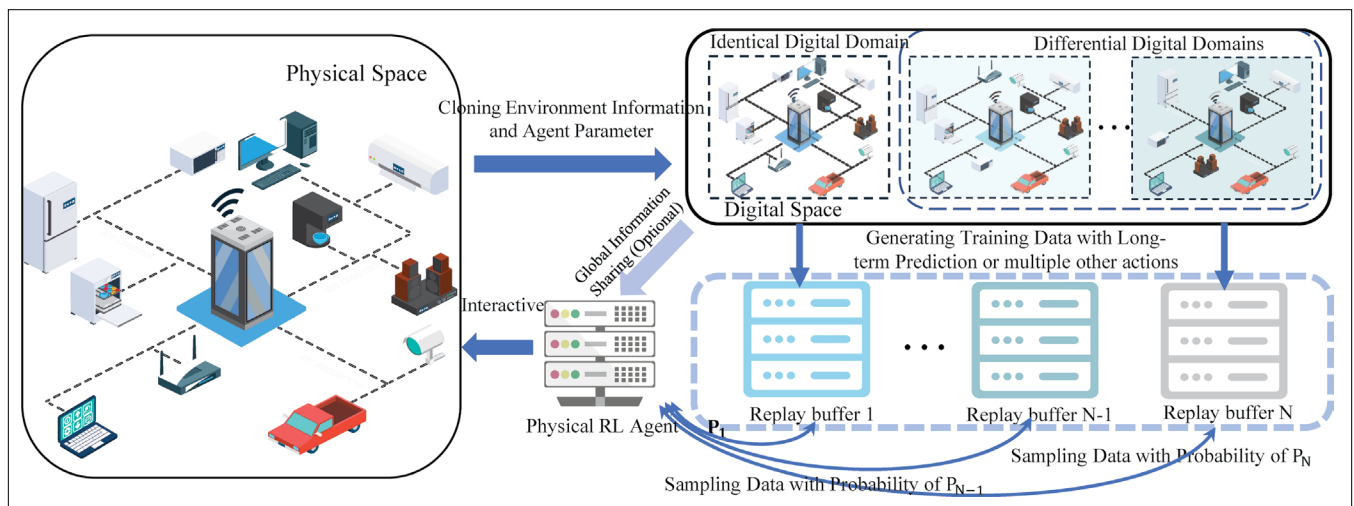 Physical Space
Cloning Environment Information
and Agent Parameter
Identical Digital Domain
Differential Digital Domains
Digital Space
Global Information
Sharing (Optional)
Generating Training Data with Long-
term Prediction or multiple other actions
Interactive
Physical RL Agent
Replay buffer 1
Replay buffer N-1
Replay buffer N
P1
Sampling Data with Probability of PN
Sampling Data with Probability of PN−1